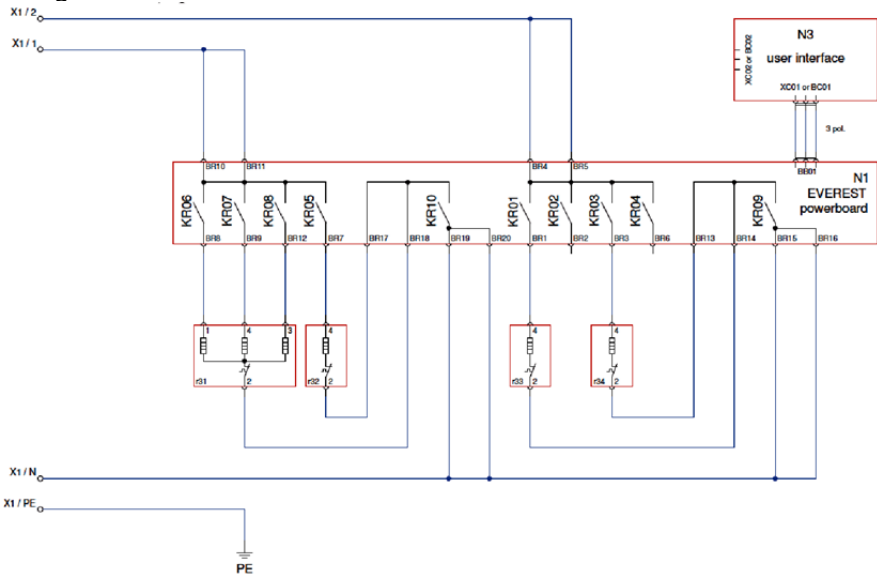 X1/ 2
X1/ 1
N3
user interface
XC02 or BC02
XC01 or BC01
3 pol.
BR10 BR11 BR4 BR5 BB01
N1
EVEREST
powerboard
KR06 KR07 KR08 KR05 KR10 KR01 KR02 KR03 KR04 KR09
BR8 BR9 BR12 BR7 BR17 BR18 BR19 BR20 BR1 BR2 BR3 BR6 BR13 BR14 BR15 BR16
1 4 3 4 4 4
r31 2 r32 2 r33 2 r34 2
X1/ N
X1/ PE
PE